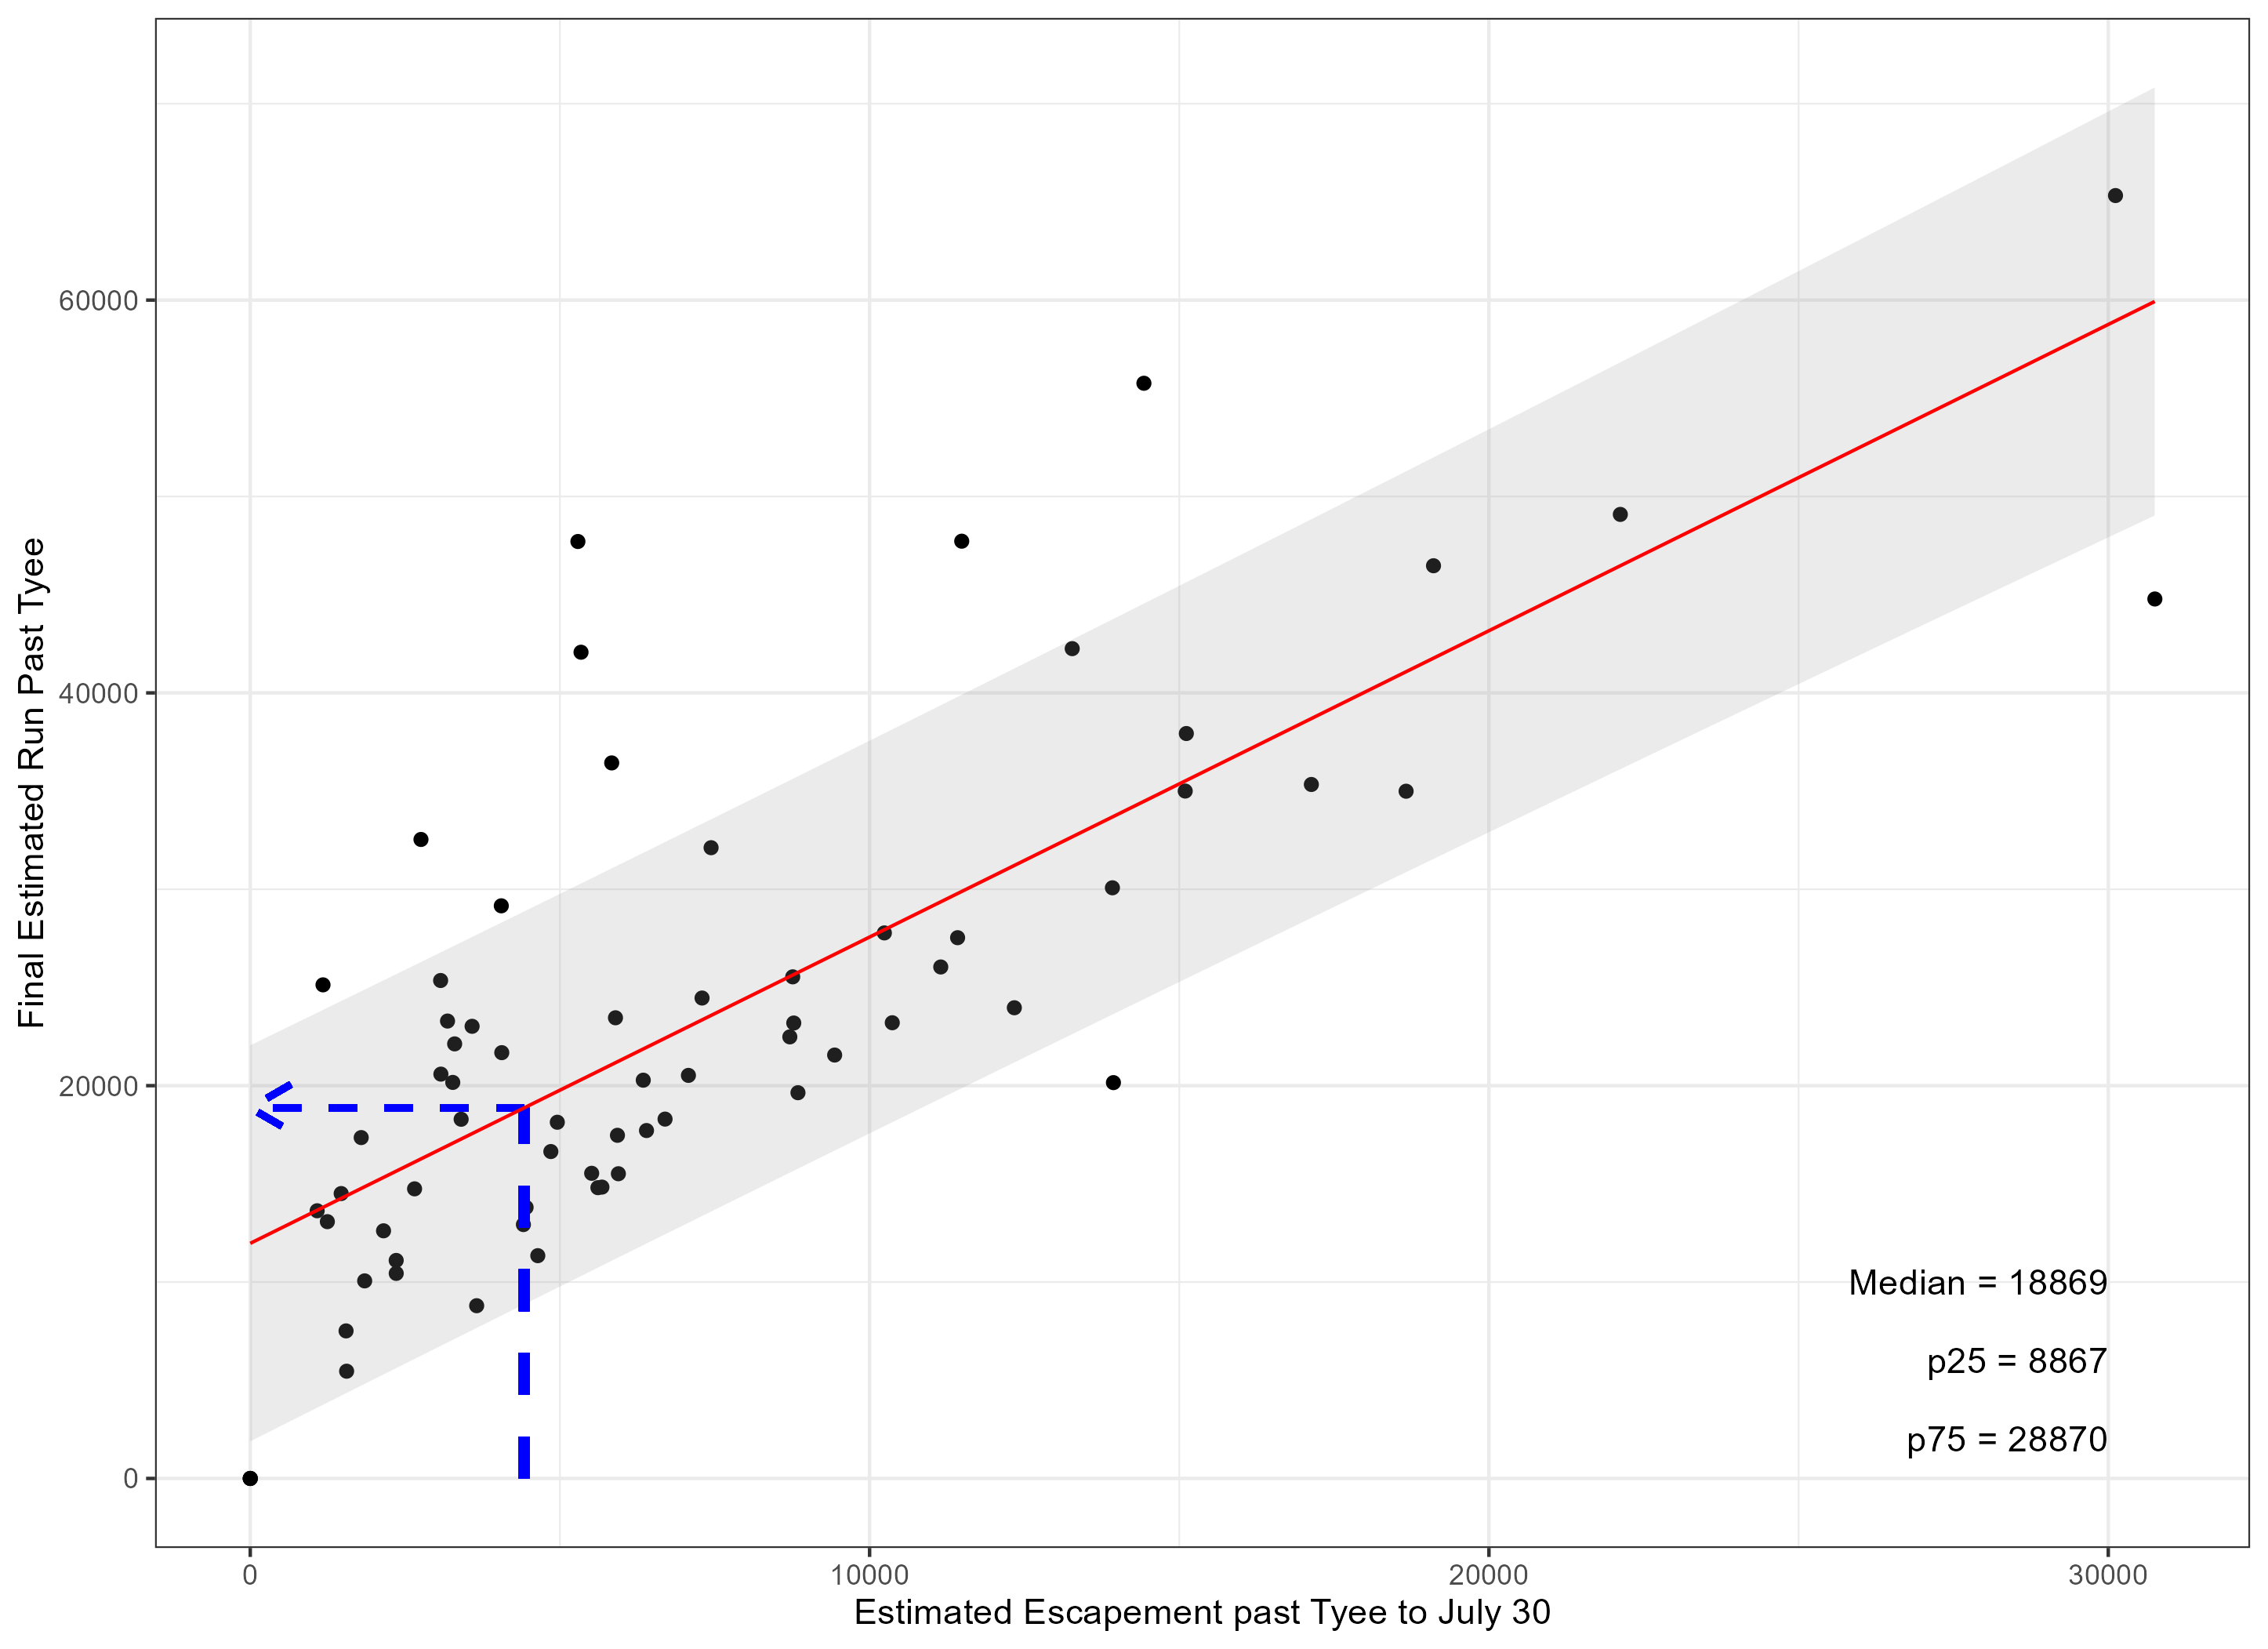 Final Estimated Run Past Tyee
60000
40000
20000
0
Median = 18869
p25 = 8867
p75 = 28870
0 10000 20000 30000
Estimated Escapement past Tyee to July 30